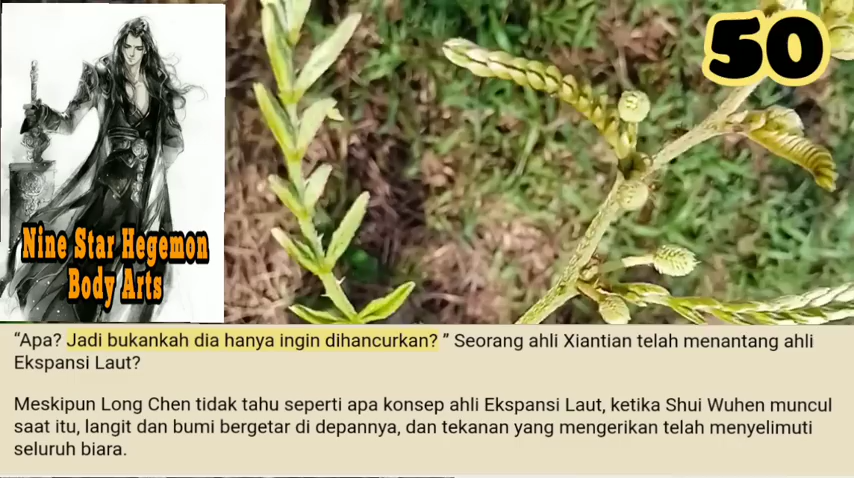 50
Nine Star Hegemon
Body Arts
“Apa? Jadi bukankah dia hanya ingin dihancurkan? ” Seorang ahli Xiantian telah menantang ahli
Ekspansi Laut?
Meskipun Long Chen tidak tahu seperti apa konsep ahli Ekspansi Laut, ketika Shui Wuhen muncul
saat itu, langit dan bumi bergetar di depannya, dan tekanan yang mengerikan telah menyelimuti
seluruh biara.